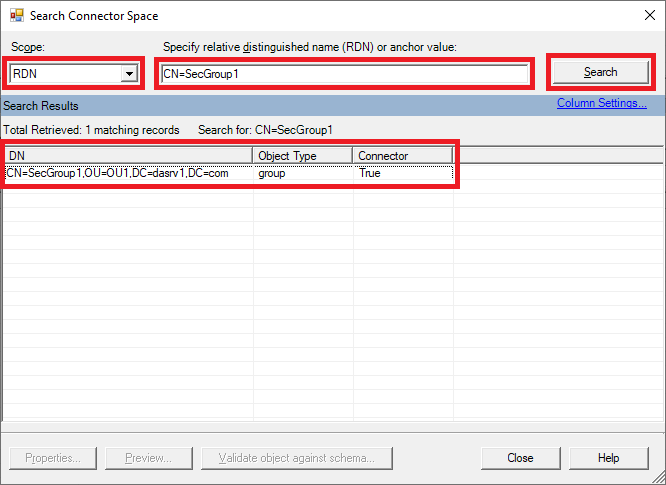 Search Connector Space
Scope: Specify relative distinguished name (RDN) or anchor value:
RDN CN=SecGroup1 Search
Search Results Column Settings...
Total Retrieved: 1 matching records Search for: CN=SecGroup1
DN Object Type Connector
CN=SecGroup1,OU=OU1,DC=dasrv1,DC=com group True
Properties... Preview... Validate object against schema... Close Help